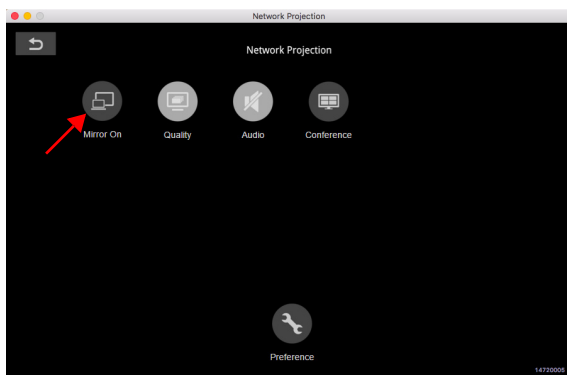 Network Projection
Network Projection
Mirror On
Quality
Audio
Conference
Preference
14720005